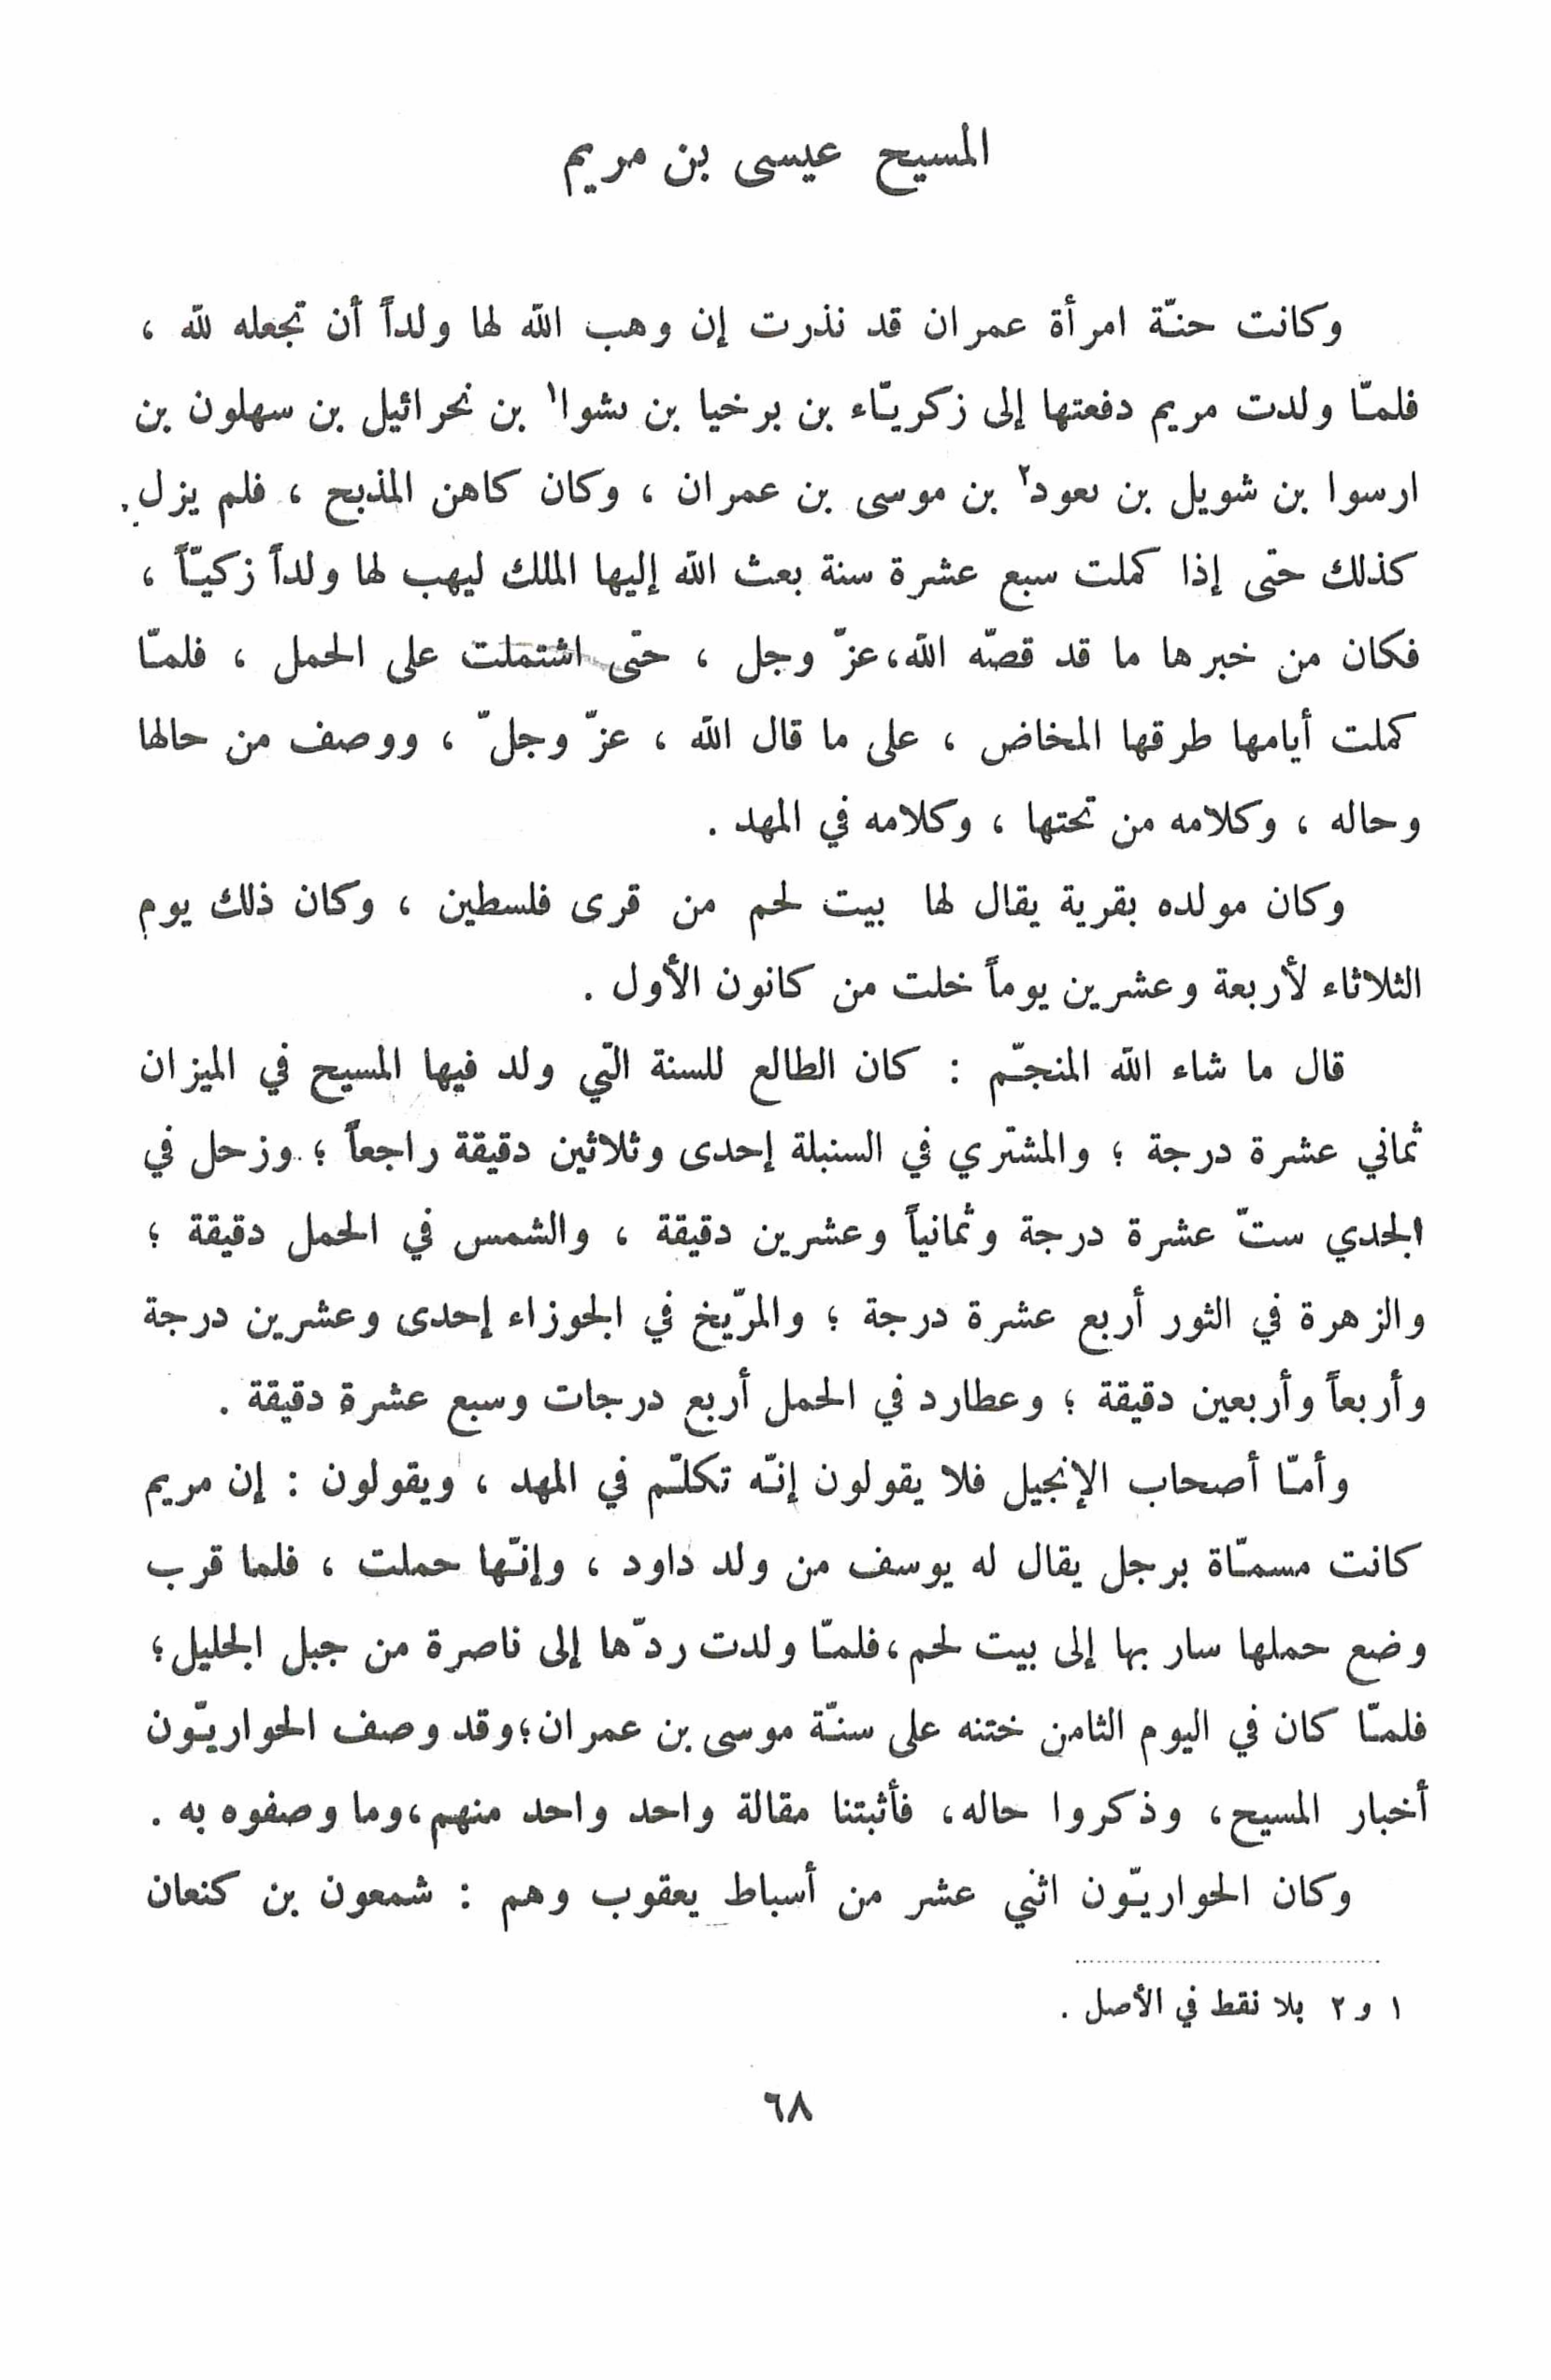 المسيح عيسى بن مريم
وكانت حنّة امرأة عمران قد نذرت إن وهب الله لها ولداً أن تجعله لله ،
فلمّا ولدت مريم دفعتها إلى زكريّاء بن برخيا بن ٮشوا١ بن نحرائيل بن سهلون بن
ارسوا بن شويل بن ٮعود٢ بن موسى بن عمران ، وكان كاهن المذبح ، فلم يزل
كذلك حتى إذا كملت سبع عشرة سنة بعث الله إليها الملك ليهب لها ولداً زكيّاً ،
فكان من خبرها ما قد قصّه الله، عزّ وجل ، حتى اشتملت على الحمل ، فلمّا
كملت أيامها طرقها المخاض ، على ما قال الله ، عزّ وجلّ ، ووصف من حالها
وحاله ، وكلامه من تحتها ، وكلامه في المهد .
وكان مولده بقرية يقال لها بيت لحم من قرى فلسطين ، وكان ذلك يوم
الثلاثاء لأربعة وعشرين يوماً خلت من كانون الأول .
قال ما شاء الله المنجّم : كان الطالع للسنة التي ولد فيها المسيح في الميزان
ثماني عشرة درجة ؛ والمشتري في السنبلة إحدى وثلاثين دقيقة راجعاً ؛ وزحل في
الجدي ستّ عشرة درجة وثمانياً وعشرين دقيقة ، والشمس في الحمل دقيقة ؛
والزهرة في الثور أربع عشرة درجة ؛ والمرّيخ في الجوزاء إحدى وعشرين درجة
وأربعاً وأربعين دقيقة ؛ وعطارد في الحمل أربع درجات وسبع عشرة دقيقة .
وأمّا أصحاب الإنجيل فلا يقولون إنّه تكلّم في المهد ، ويقولون : إن مريم
كانت مسمّاة برجل يقال له يوسف من ولد داود ، وإنّها حملت ، فلما قرب
وضع حملها سار بها إلى بيت لحم، فلمّا ولدت ردّها إلى ناصرة من جبل الجليل؛
فلمّا كان في اليوم الثامن ختنه على سنّة موسى بن عمران؛ وقد وصف الحواريّون
أخبار المسيح، وذكروا حاله، فأثبتنا مقالة واحد واحد منهم، وما وصفوه به .
وكان الحواريّون اثني عشر من أسباط يعقوب وهم : شمعون بن كنعان
١ و ٢ بلا نقط في الأصل .
٦٨